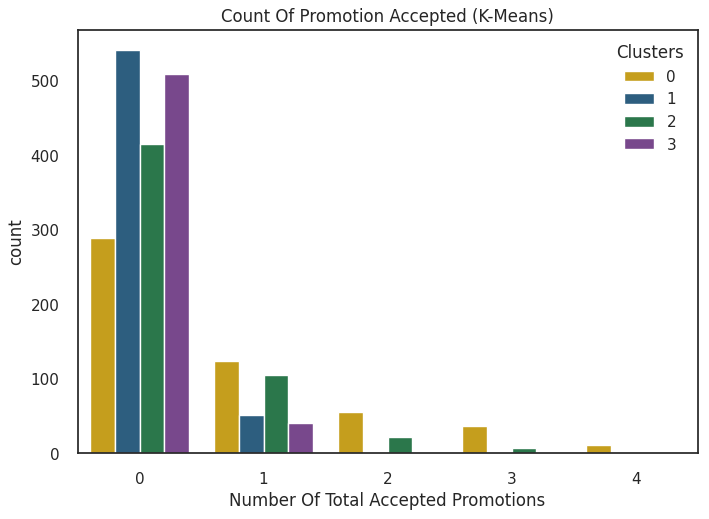 Count Of Promotion Accepted (K-Means)
Clusters
0
1
2
3
500
400
300
200
100
0
count
0 1 2 3 4
Number Of Total Accepted Promotions